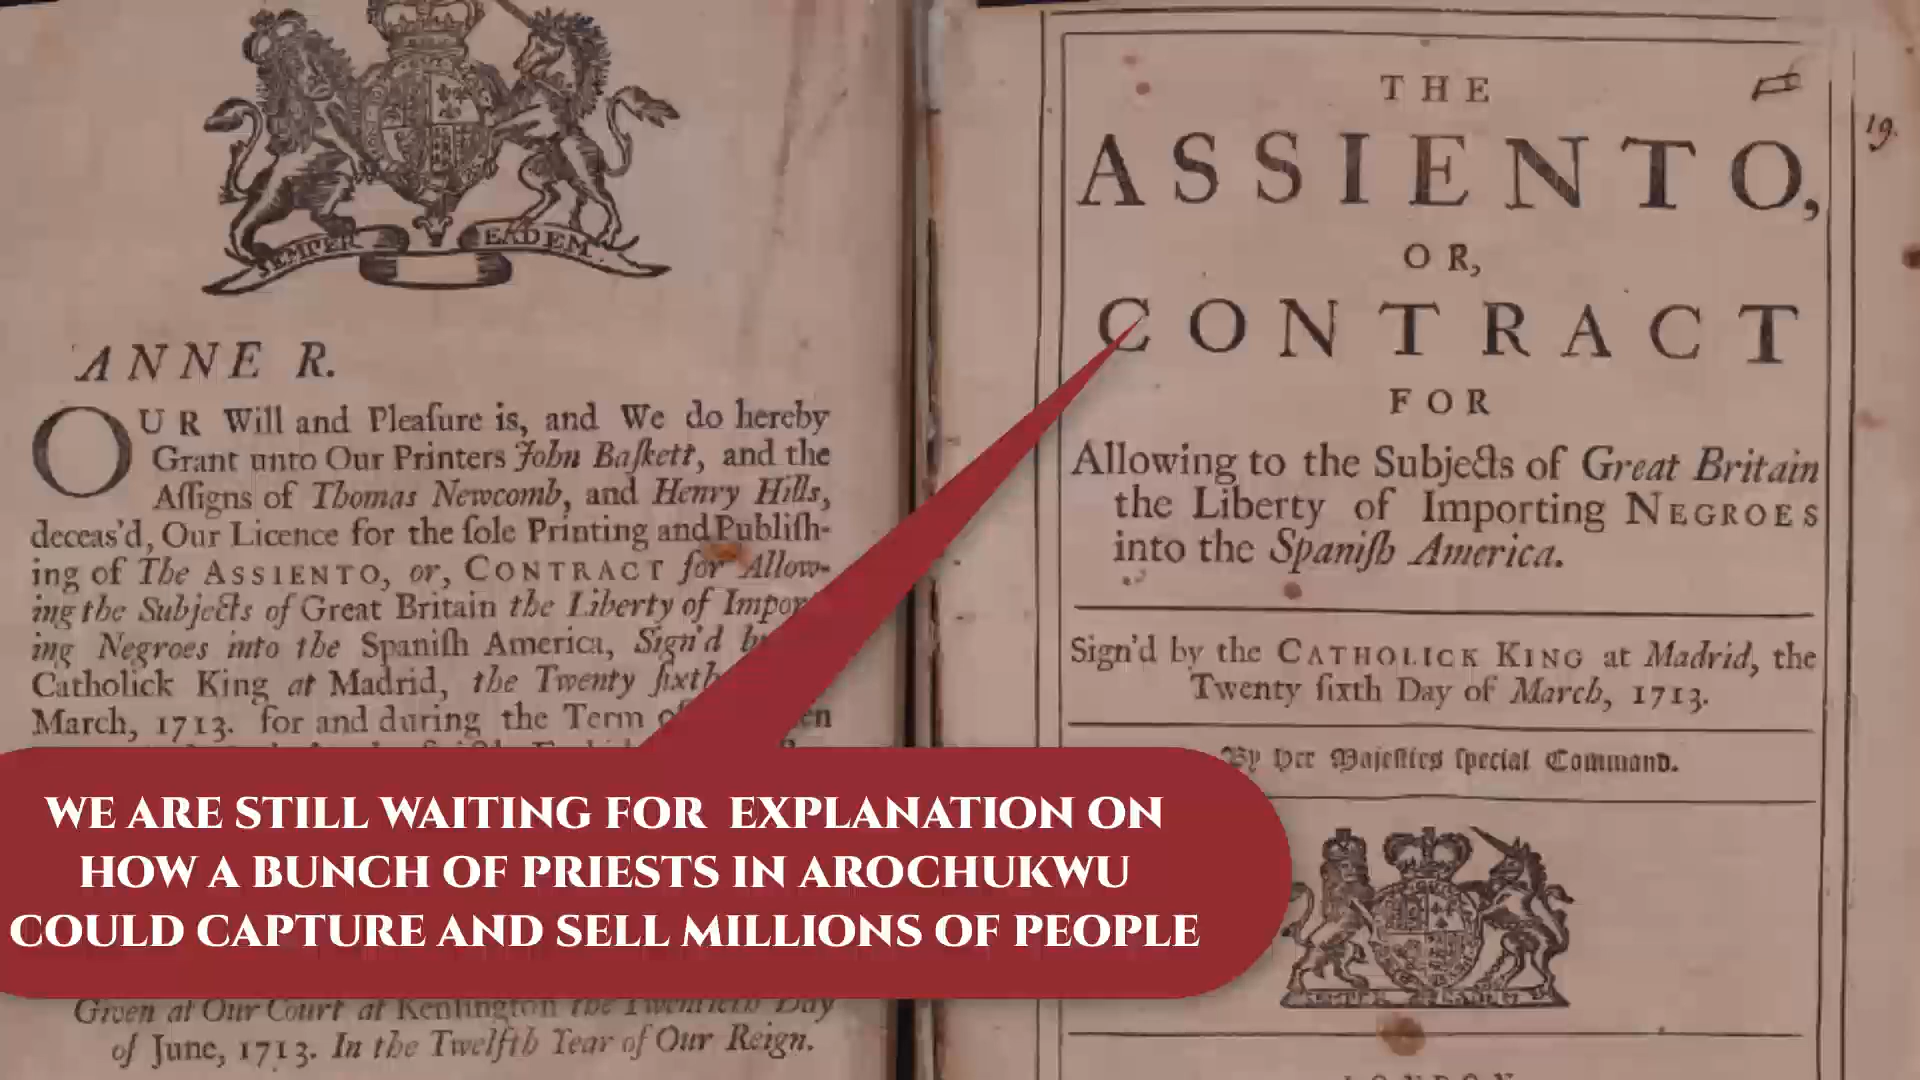 SEMPER EADEM
ANNE R.
OUR Will and Pleaſure is, and We do hereby
Grant unto Our Printers John Baſkett, and the
Aſſigns of Thomas Newcomb, and Henry Hills,
deceas'd, Our Licence for the ſole Printing and Publiſh-
ing of The ASSIENTO, or, CONTRACT for Allow-
ing the Subjects of Great Britain the Liberty of Impor
ing Negroes into the Spaniſh America, Sign'd
Catholick King at Madrid, the Twenty ſixth
March, 1713. for and during the Term
Given at Our Court at Kenſington the Twentieth Day
of June, 1713. In the Twelfth Year of Our Reign.
19.
THE
ASSIENTO,
OR,
CONTRACT
FOR
Allowing to the Subjects of Great Britain
the Liberty of Importing NEGROES
into the Spaniſh America.
Sign'd by the CATHOLICK KING at Madrid, the
Twenty ſixth Day of March, 1713.
By Her Majeſties ſpecial Command.
SEMPER EADEM
WE ARE STILL WAITING FOR EXPLANATION ON
HOW A BUNCH OF PRIESTS IN AROCHUKWU
COULD CAPTURE AND SELL MILLIONS OF PEOPLE